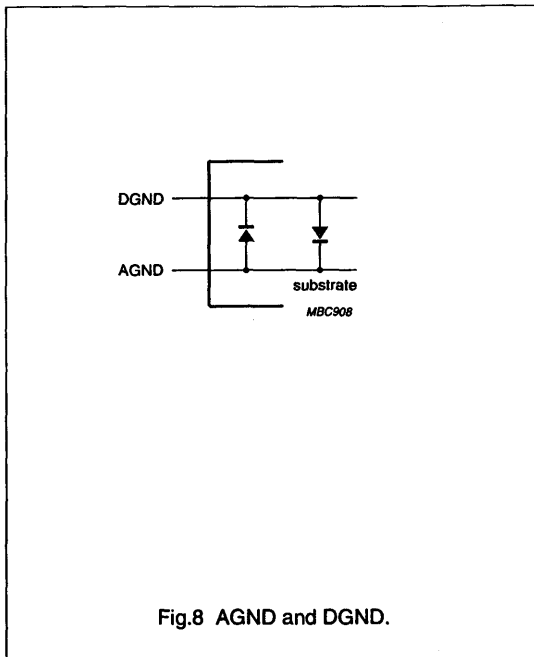 DGND
AGND
substrate
MBC908
Fig.8 AGND and DGND.